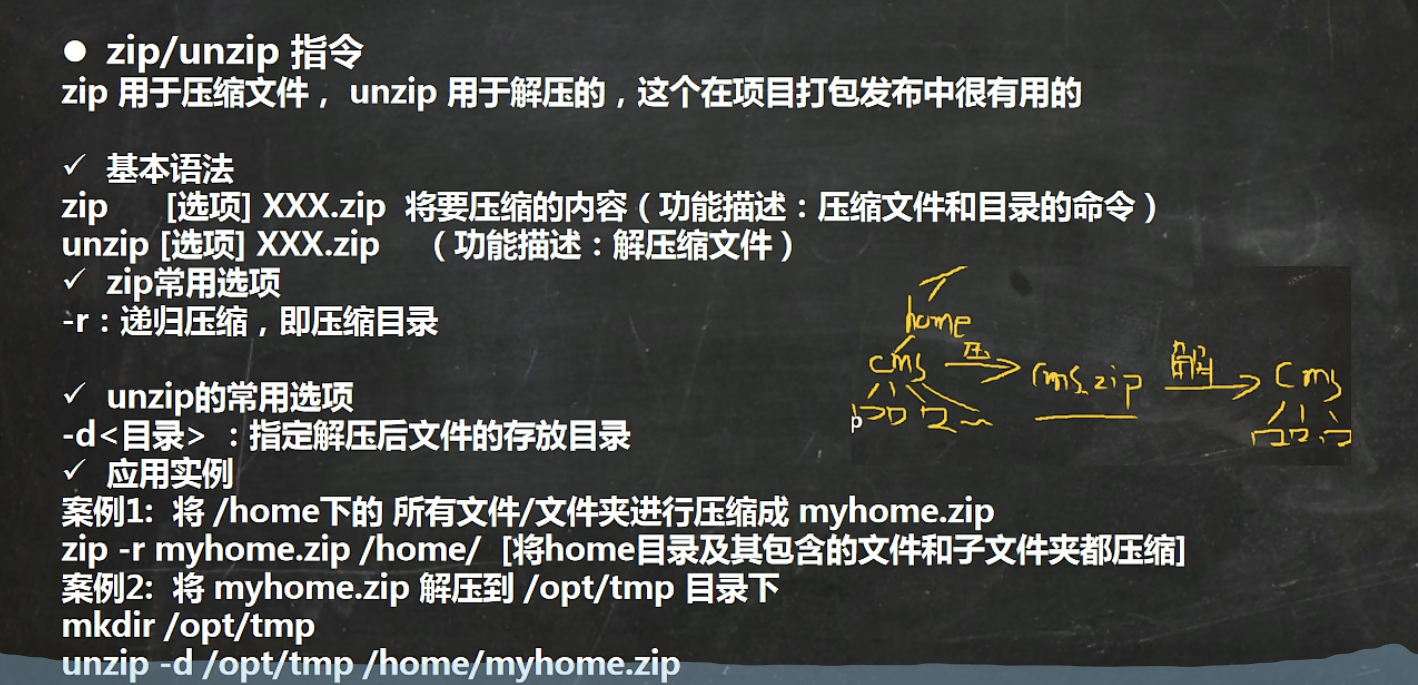 ● zip/unzip 指令
zip 用于压缩文件， unzip 用于解压的，这个在项目打包发布中很有用的
✓ 基本语法
zip [选项] XXX.zip 将要压缩的内容（功能描述：压缩文件和目录的命令）
unzip [选项] XXX.zip （功能描述：解压缩文件）
✓ zip常用选项
-r：递归压缩，即压缩目录
✓ unzip的常用选项
-d<目录> ：指定解压后文件的存放目录
✓ 应用实例
案例1: 将 /home下的 所有文件/文件夹进行压缩成 myhome.zip
zip -r myhome.zip /home/ [将home目录及其包含的文件和子文件夹都压缩]
案例2: 将 myhome.zip 解压到 /opt/tmp 目录下
mkdir /opt/tmp
unzip -d /opt/tmp /home/myhome.zip
/
home
cms 压 cms.zip 解 cms
p